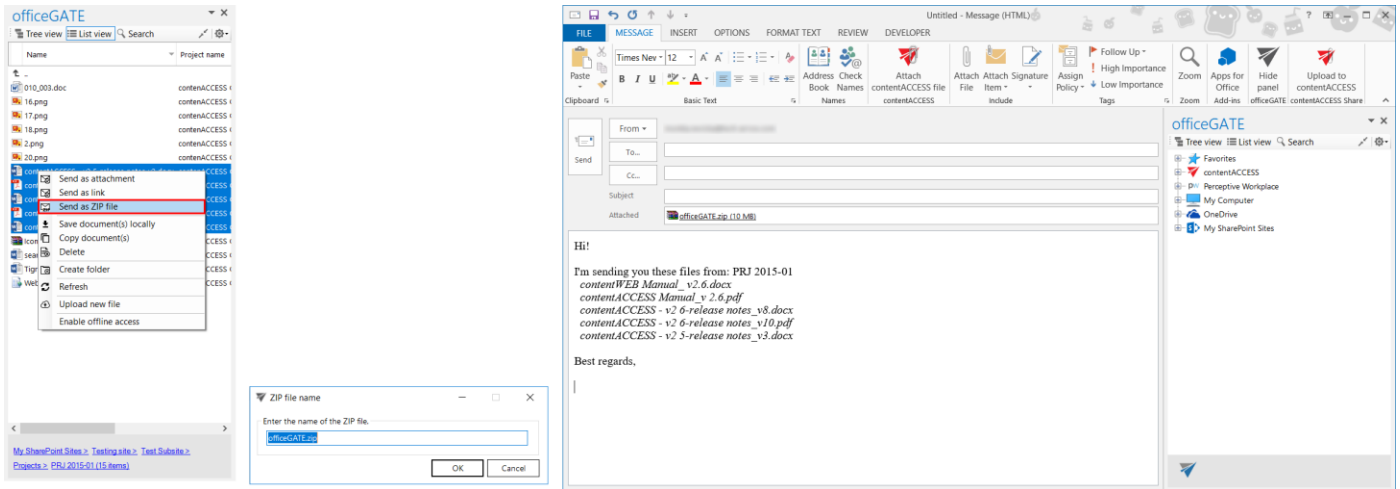 officeGATE
Tree view List view Search
Name Project name
..
010_003.doc contenACCESS
16.png contenACCESS
17.png contenACCESS
18.png contenACCESS
2.png contenACCESS
20.png contenACCESS
Send as attachment
Send as link
Send as ZIP file
Save document(s) locally
Copy document(s)
Delete
Create folder
Refresh
Upload new file
Enable offline access
My SharePoint Sites > Testing site > Test Subsite >
Projects > PRJ 2015-01 (15 items)
ZIP file name
Enter the name of the ZIP file.
officeGATE.zip
OK Cancel
Untitled - Message (HTML)
FILE MESSAGE INSERT OPTIONS FORMAT TEXT REVIEW DEVELOPER
Paste
Clipboard
Times Nev 12
B I U
Basic Text
Address Book Check Names
Names
Attach contentACCESS file
contentACCESS
Attach File Attach Item Signature
Include
Assign Policy
Follow Up
High Importance
Low Importance
Tags
Zoom
Zoom
Apps for Office
Add-ins
Hide panel
officeGATE
Upload to contentACCESS
contentACCESS Share
Send
From
To...
Cc...
Subject
Attached officeGATE.zip (10 MB)
Hi!
I'm sending you these files from: PRJ 2015-01
contentWEB Manual_ v2.6.docx
contentACCESS Manual_v 2.6.pdf
contentACCESS - v2 6-release notes_v8.docx
contentACCESS - v2 6-release notes_v10.pdf
contentACCESS - v2 5-release notes_v3.docx
Best regards,
officeGATE
Tree view List view Search
Favorites
contentACCESS
PW Perceptive Workplace
My Computer
OneDrive
My SharePoint Sites